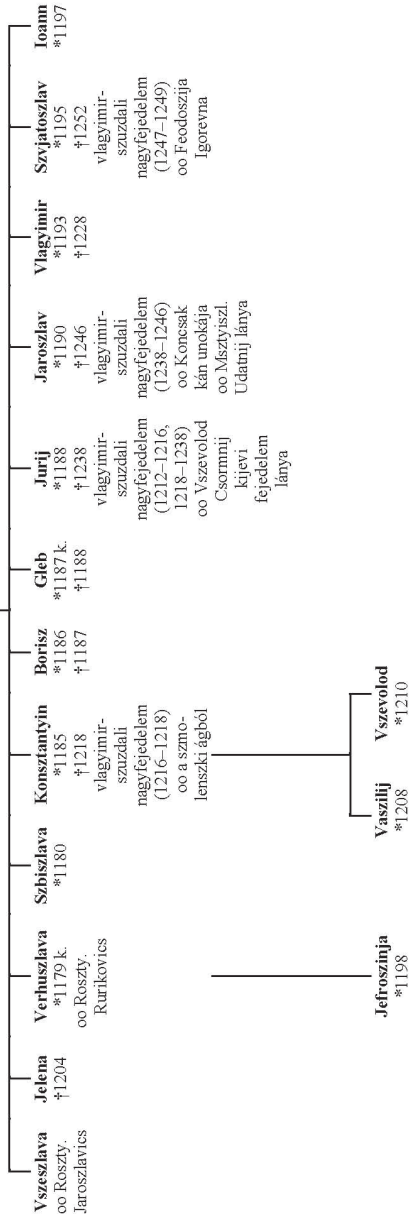 Vszeszlava
oo Roszty.
Jaroszlavics
Jelena
†1204
Verhuszlava
*1179 k.
oo Roszty.
Rurikovics
Szbiszlava
*1180
Konsztantyin
*1185
†1218
vlagyimir-
szuzdali
nagyfejedelem
(1216–1218)
oo a szmo-
lenszki ágból
Borisz
*1186
†1187
Gleb
*1187 k.
†1188
Jurij
*1188
†1238
vlagyimir-
szuzdali
nagyfejedelem
(1212–1216,
1218–1238)
oo Vszevolod
Csormnij
kijevi
fejedelem
lánya
Jaroszlav
*1190
†1246
vlagyimir-
szuzdali
nagyfejedelem
(1238–1246)
oo Koncsak
kán unokája
oo Msztyiszl.
Udatnij lánya
Vlagyimir
*1193
†1228
Szvjatoszlav
*1195
†1252
vlagyimir-
szuzdali
nagyfejedelem
(1247–1249)
oo Feodoszija
Igorevna
Ioann
*1197
Jefroszinja
*1198
Vaszilij
*1208
Vszevolod
*1210